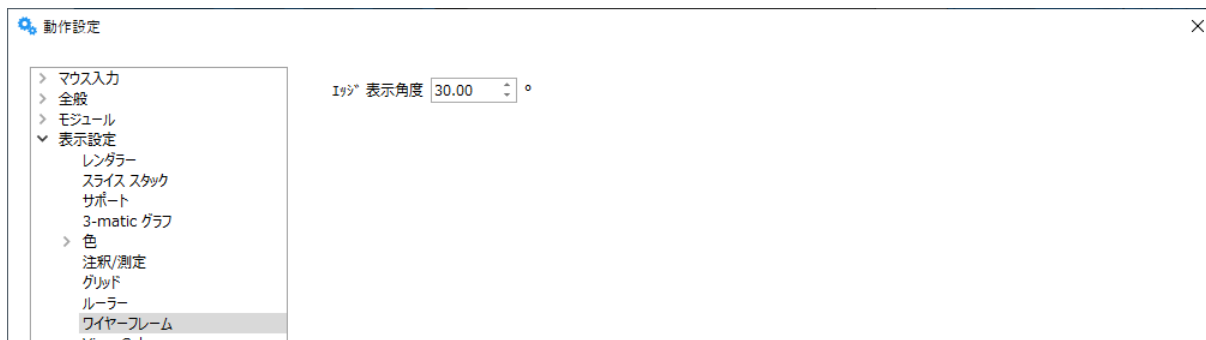 動作設定
マウス入力
全般
モジュール
表示設定
レンダラー
スライス スタック
サポート
3-matic グラフ
色
注釈/測定
グリッド
ルーラー
ワイヤーフレーム
ｴｯｼﾞ 表示角度 30.00 °